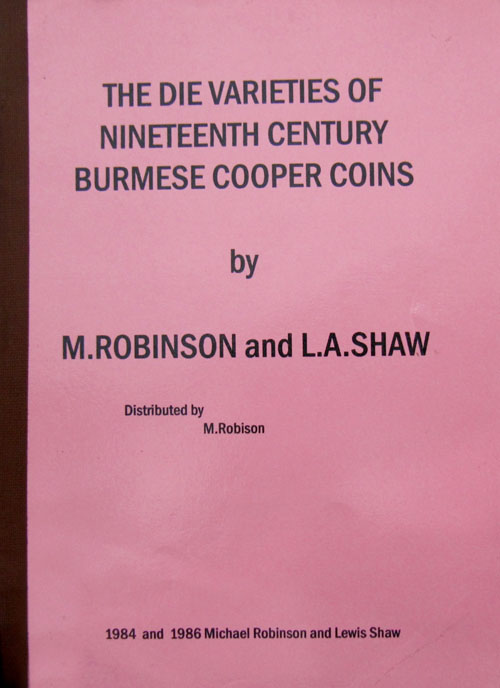 THE DIE VARIETIES OF
NINETEENTH CENTURY
BURMESE COOPER COINS
by
M.ROBINSON and L.A.SHAW
Distributed by
M.Robison
1984 and 1986 Michael Robinson and Lewis Shaw